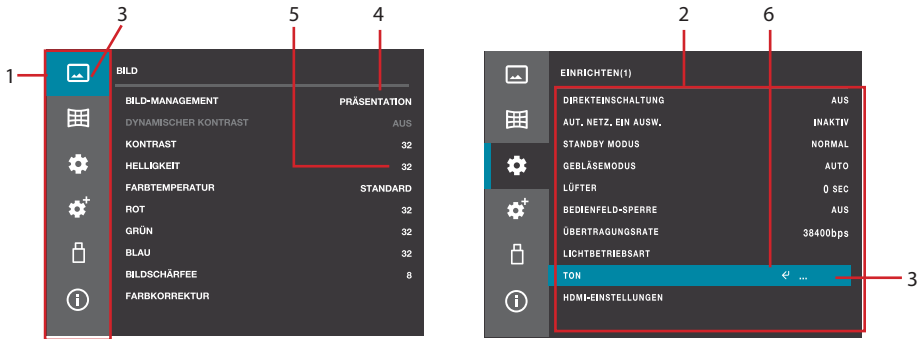 3 5 4
1
BILD
BILD-MANAGEMENT PRÄSENTATION
DYNAMISCHER KONTRAST AUS
KONTRAST 32
HELLIGKEIT 32
FARBTEMPERATUR STANDARD
ROT 32
GRÜN 32
BLAU 32
BILDSCHÄRFEE 8
FARBKORREKTUR
2 6
EINRICHTEN(1)
DIREKTEINSCHALTUNG AUS
AUT. NETZ. EIN AUSW. INAKTIV
STANDBY MODUS NORMAL
GEBLÄSEMODUS AUTO
LÜFTER 0 SEC
BEDIENFELD-SPERRE AUS
ÜBERTRAGUNGSRATE 38400bps
LICHTBETRIEBSART
TON ...
3
HDMI-EINSTELLUNGEN